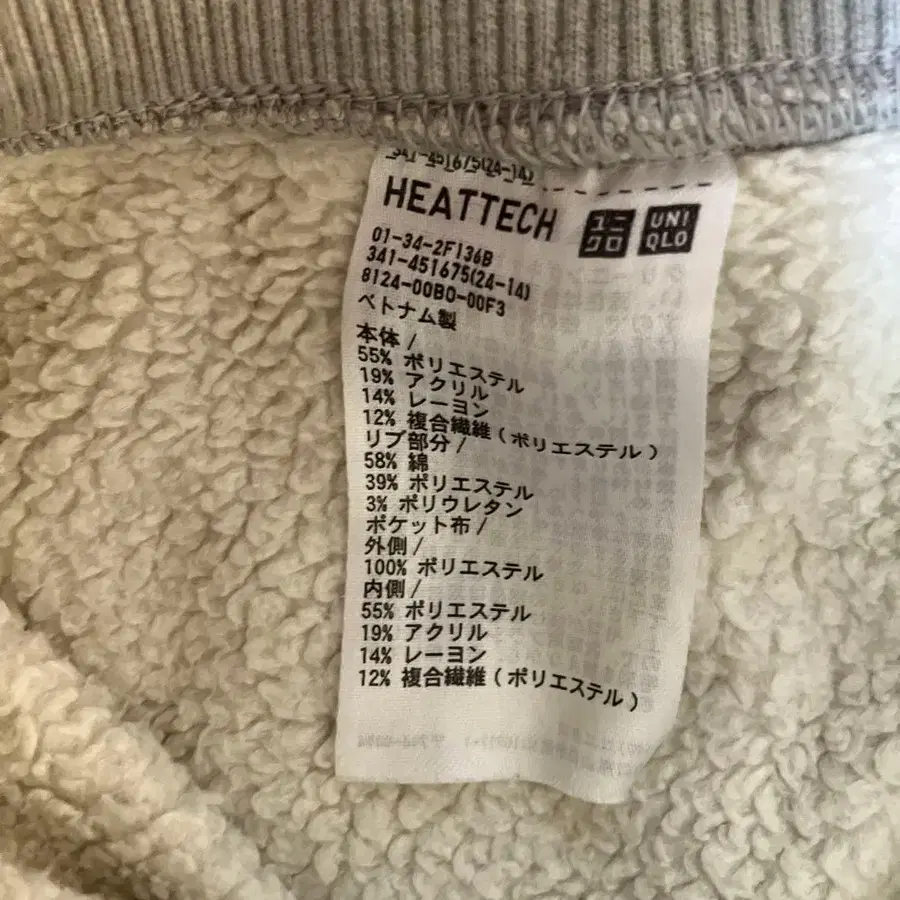 341-451675(24-14)
HEATTECH ユニクロ UNIQLO
01-34-2F136B
341-451675(24-14)
8124-00B0-00F3
ベトナム製
本体 /
55% ポリエステル
19% アクリル
14% レーヨン
12% 複合繊維 ( ポリエステル )
リブ部分 /
58% 綿
39% ポリエステル
3% ポリウレタン
ポケット布 /
外側 /
100% ポリエステル
内側 /
55% ポリエステル
19% アクリル
14% レーヨン
12% 複合繊維 ( ポリエステル )